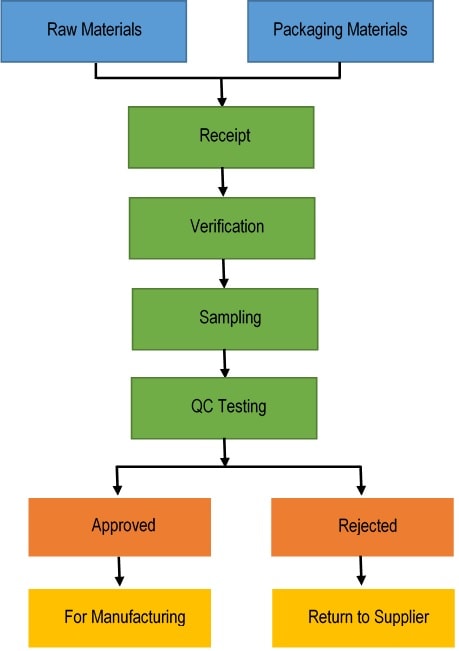 Raw Materials
Packaging Materials
Receipt
Verification
Sampling
QC Testing
Approved
Rejected
For Manufacturing
Return to Supplier